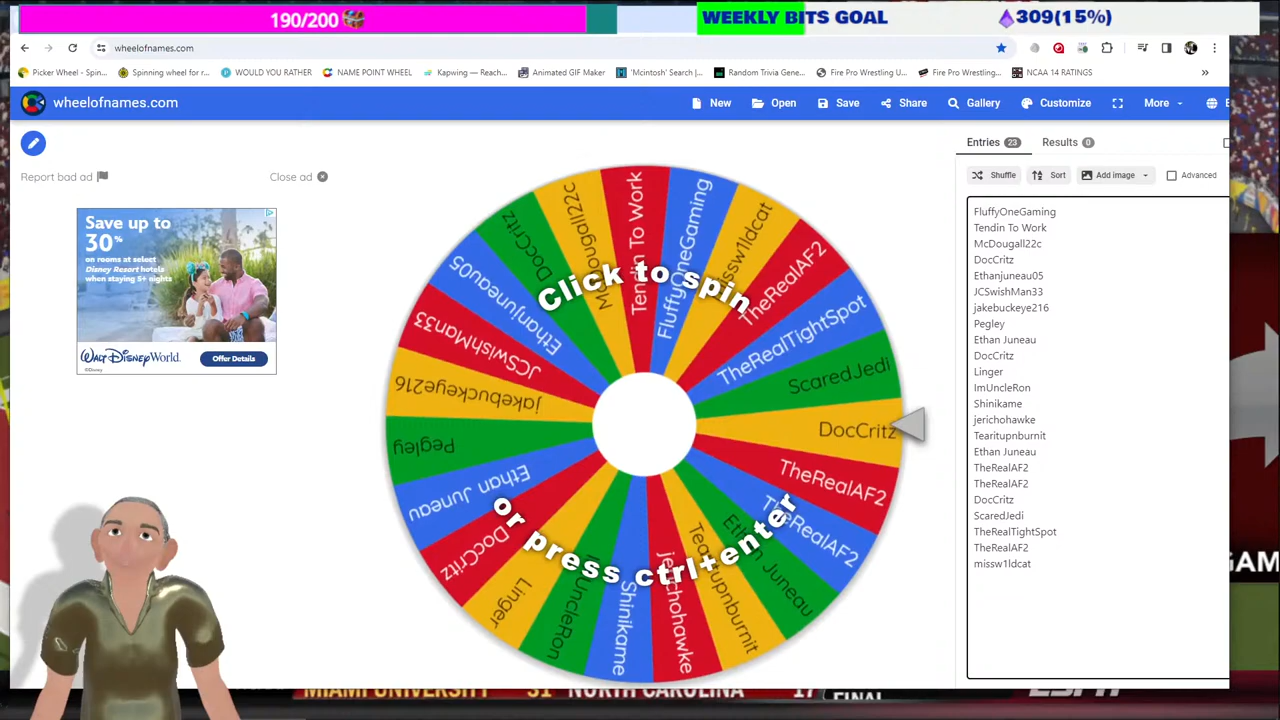 190/200
WEEKLY BITS GOAL
309(15%)
wheelofnames.com
Picker Wheel - Spin...
Spinning wheel for r...
WOULD YOU RATHER
NAME POINT WHEEL
Kapwing — Reach...
Animated GIF Maker
'Mcintosh' Search |...
Random Trivia Gene...
Fire Pro Wrestling U...
Fire Pro Wrestling...
NCAA 14 RATINGS
wheelofnames.com
New
Open
Save
Share
Gallery
Customize
More
Report bad ad
Close ad
Save up to
30%
on rooms at select
Disney Resort hotels
when staying 5+ nights
Walt Disney World.
Offer Details
©Disney
Click to spin
or press ctrl+enter
Tendin To Work
FluffyOneGaming
missw1ldcat
TheRealAF2
TheRealTightSpot
ScaredJedi
DocCritz
TheRealAF2
TheRealAF2
Ethan Juneau
Tearitupnburnit
jerichohawke
Shinikame
ImUncleRon
Linger
DocCritz
Ethan Juneau
Pegley
jakebuckeye216
JCSwishMan33
Ethanjuneau05
DocCritz
McDougall22c
Entries 23
Results 0
Shuffle
Sort
Add image
Advanced
FluffyOneGaming
Tendin To Work
McDougall22c
DocCritz
Ethanjuneau05
JCSwishMan33
jakebuckeye216
Pegley
Ethan Juneau
DocCritz
Linger
ImUncleRon
Shinikame
jerichohawke
Tearitupnburnit
Ethan Juneau
TheRealAF2
TheRealAF2
DocCritz
ScaredJedi
TheRealTightSpot
TheRealAF2
missw1ldcat
MIAMI UNIVERSITY 31 NORTH CAROLINA 17 FINAL
ESPN